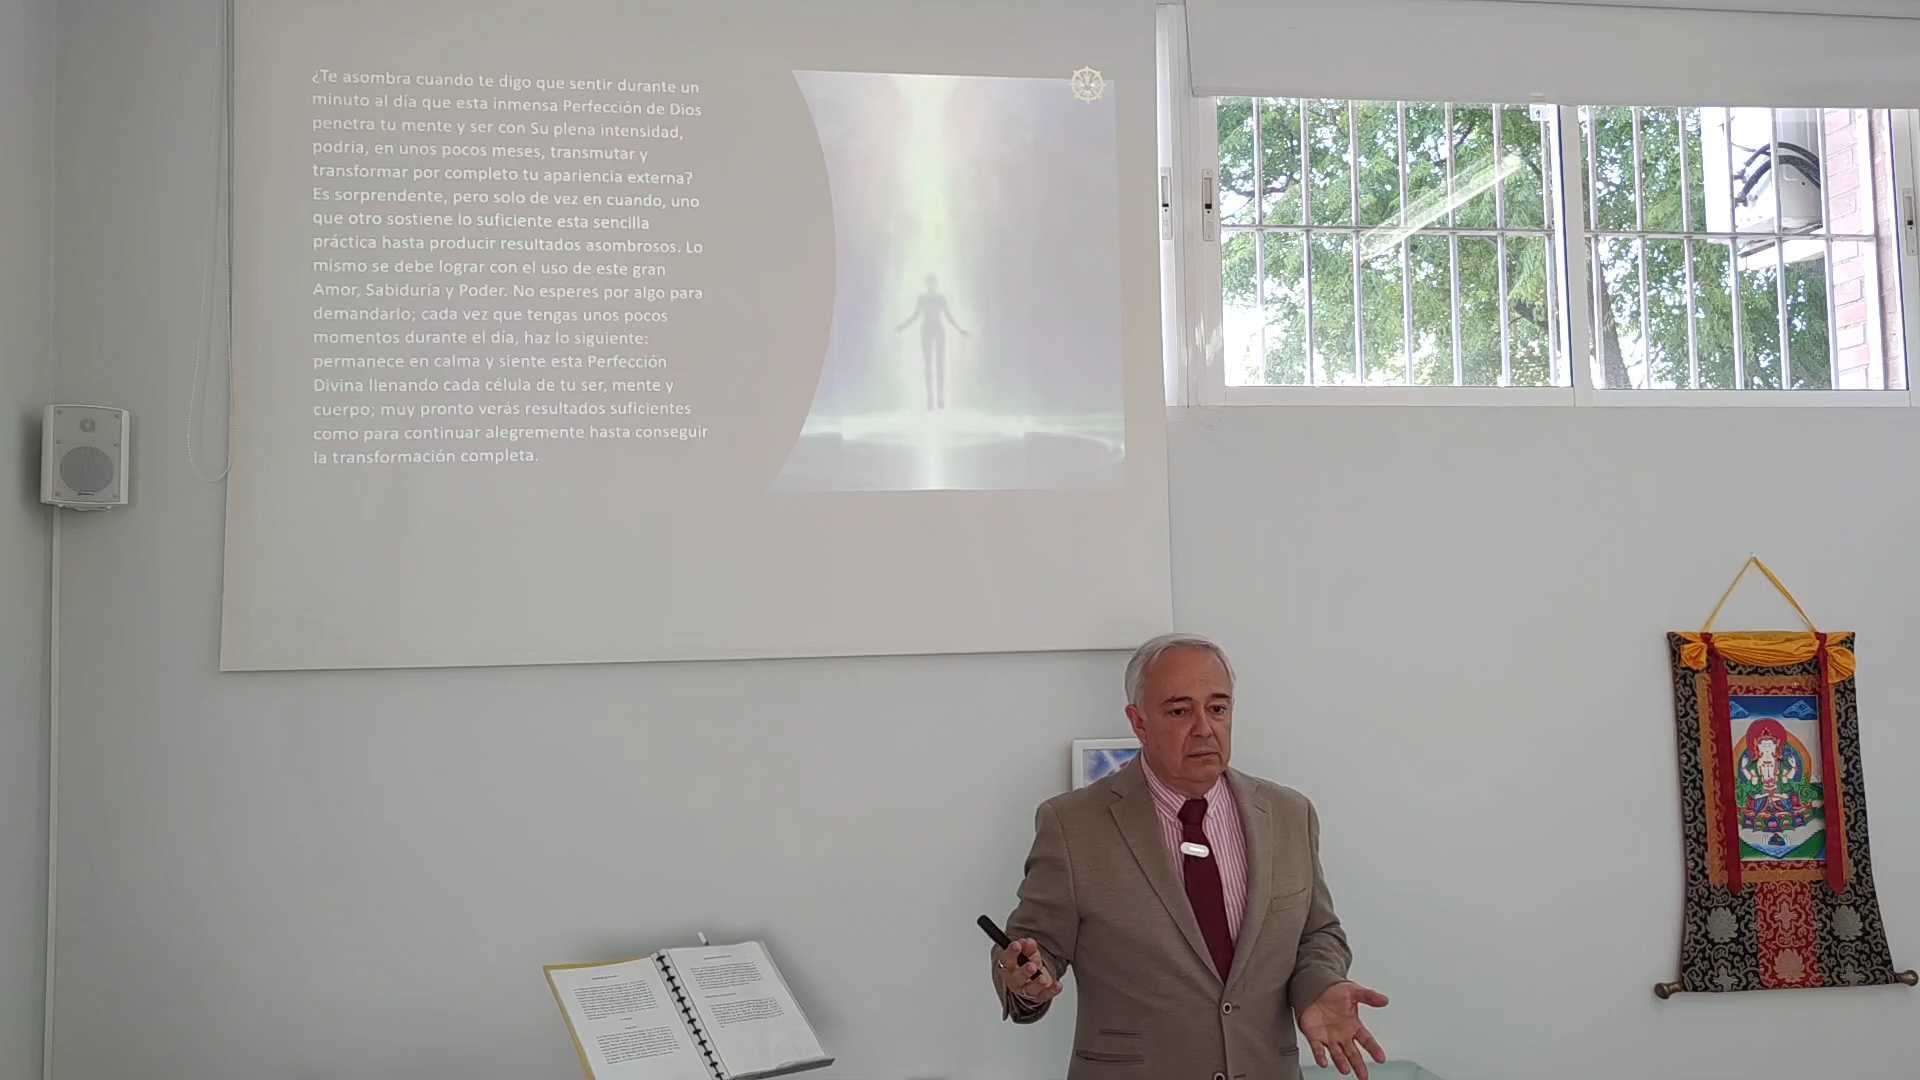 ¿Te asombra cuando te digo que sentir durante un
minuto al día que esta inmensa Perfección de Dios
penetra tu mente y ser con Su plena intensidad,
podría, en unos pocos meses, transmutar y
transformar por completo tu apariencia externa?
Es sorprendente, pero solo de vez en cuando, uno
que otro sostiene lo suficiente esta sencilla
práctica hasta producir resultados asombrosos. Lo
mismo se debe lograr con el uso de este gran
Amor, Sabiduría y Poder. No esperes por algo para
demandarlo; cada vez que tengas unos pocos
momentos durante el día, haz lo siguiente:
permanece en calma y siente esta Perfección
Divina llenando cada célula de tu ser, mente y
cuerpo; muy pronto verás resultados suficientes
como para continuar alegremente hasta conseguir
la transformación completa.